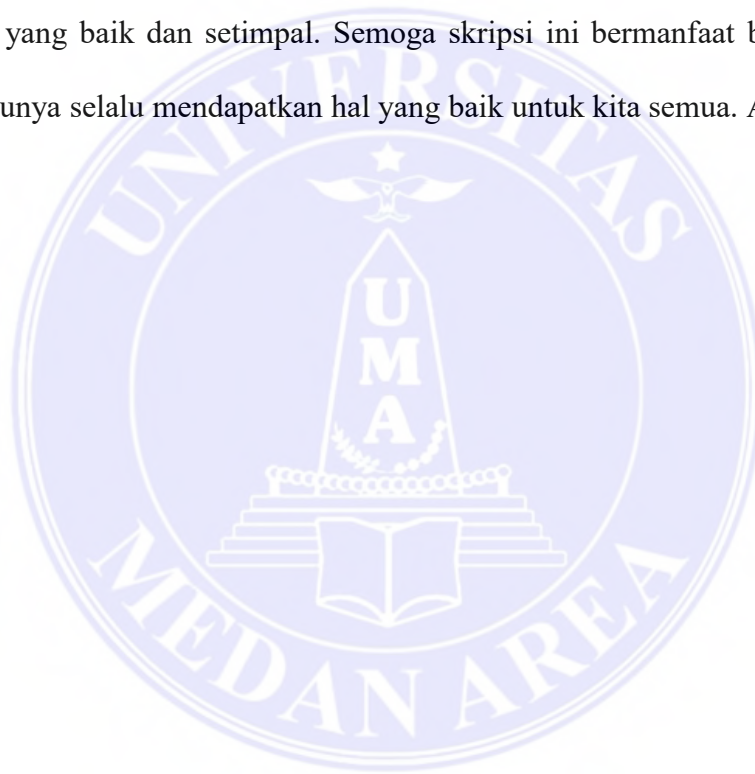 yang baik dan setimpal. Semoga skripsi ini bermanfaat b
unya selalu mendapatkan hal yang baik untuk kita semua. A
UNIVERSITAS
U
M
A
MEDAN AREA